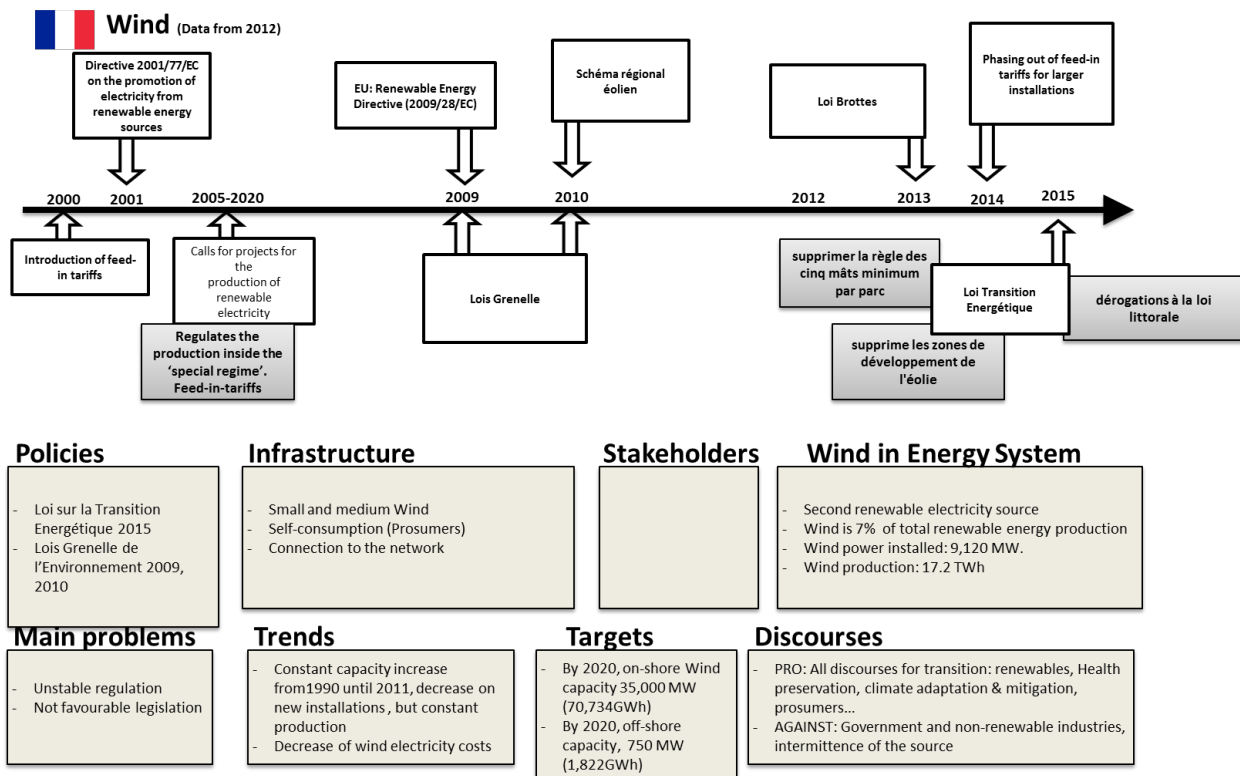 Wind (Data from 2012)
Directive 2001/77/EC
on the promotion of
electricity from
renewable energy
sources
EU: Renewable Energy
Directive (2009/28/EC)
Schéma régional
éolien
Loi Brottes
Phasing out of feed-in
tariffs for larger
installations
2000
2001
2005-2020
2009
2010
2012
2013
2014
2015
Introduction of feed-
in tariffs
Calls for projects for
the
production of
renewable
electricity
Regulates the
production inside the
‘special regime’.
Feed-in-tariffs
Lois Grenelle
supprimer la règle des
cinq mâts minimum
par parc
supprime les zones de
développement de
l'éolie
Loi Transition
Energétique
dérogations à la loi
littorale
Policies
- Loi sur la Transition
Energétique 2015
- Lois Grenelle de
l’Environnement 2009,
2010
Infrastructure
- Small and medium Wind
- Self-consumption (Prosumers)
- Connection to the network
Stakeholders
Wind in Energy System
- Second renewable electricity source
- Wind is 7% of total renewable energy production
- Wind power installed: 9,120 MW.
- Wind production: 17.2 TWh
Main problems
- Unstable regulation
- Not favourable legislation
Trends
- Constant capacity increase
from1990 until 2011, decrease on
new installations , but constant
production
- Decrease of wind electricity costs
Targets
- By 2020, on-shore Wind
capacity 35,000 MW
(70,734GWh)
- By 2020, off-shore
capacity, 750 MW
(1,822GWh)
Discourses
- PRO: All discourses for transition: renewables, Health
preservation, climate adaptation & mitigation,
prosumers…
- AGAINST: Government and non-renewable industries,
intermittence of the source